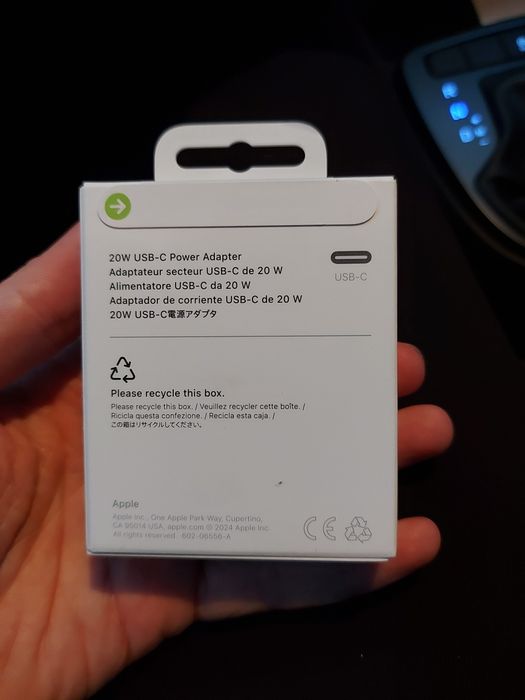 20W USB-C Power Adapter
Adaptateur secteur USB-C de 20 W
Alimentatore USB-C da 20 W
Adaptador de corriente USB-C de 20 W
20W USB-C電源アダプタ
USB-C
Please recycle this box.
Please recycle this box. / Veuillez recycler cette boîte. /
Ricicla questa confezione. / Recicla esta caja. /
この箱はリサイクルしてください。
Apple
Apple Inc., One Apple Park Way, Cupertino,
CA 95014 USA, apple.com © 2024 Apple Inc.
All rights reserved. 602-06556-A
CE